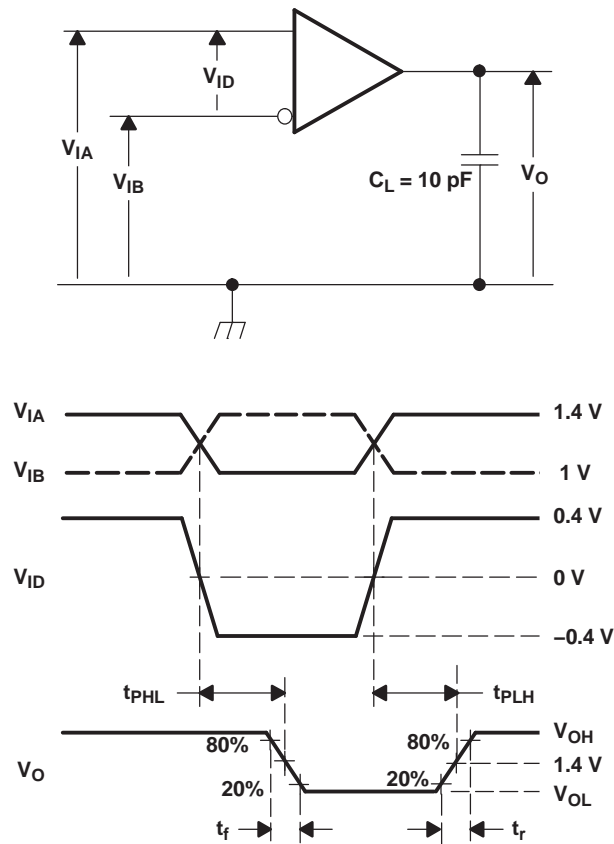 V_ID
V_IA
V_IB
C_L = 10 pF
V_O
V_IA
1.4 V
V_IB
1 V
0.4 V
V_ID
0 V
–0.4 V
t_PHL
t_PLH
V_OH
80%
80%
V_O
1.4 V
20%
20%
V_OL
t_f
t_r